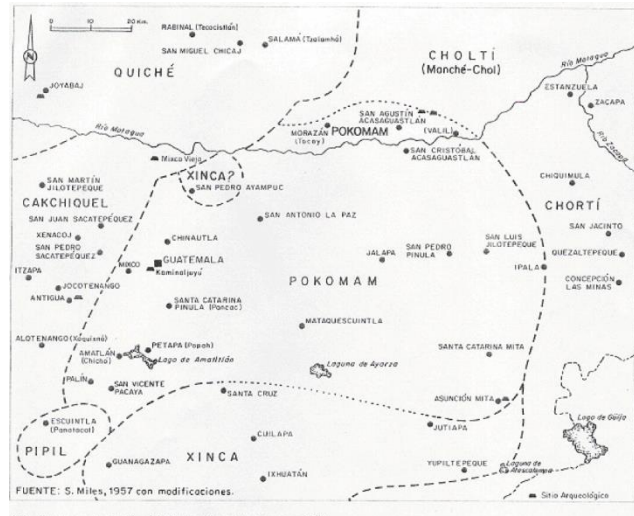 0 10 20 Km.
N
RABINAL (Tecocistlán)
SAN MIGUEL CHICAJ
SALAMÁ (Tzalamhá)
CHOLTÍ
(Manché-Chol)
QUICHÉ
Río Motagua
JOYABAJ
ESTANZUELA
ZACAPA
SAN AGUSTÍN
ACASAGUASTLÁN
Río Motagua
MORAZÁN
(Tocoy)
POKOMAM
(VALIL)
SAN CRISTÓBAL
ACASAGUASTLÁN
Mixco Viejo
XINCA?
SAN PEDRO AYAMPUC
SAN MARTÍN
JILOTEPEQUE
CAKCHIQUEL
CHIQUIMULA
CHORTÍ
SAN JUAN SACATEPÉQUEZ
SAN ANTONIO LA PAZ
XENACOJ
CHINAUTLA
SAN JACINTO
SAN PEDRO
SACATEPÉQUEZ
GUATEMALA
MIXCO
Kaminaljuyú
JALAPA
SAN PEDRO
PINULA
SAN LUIS
JILOTEPEQUE
QUEZALTEPEQUE
IPALA
ITZAPA
POKOMAM
JOCOTENANGO
CONCEPCIÓN
LAS MINAS
ANTIGUA
SANTA CATARINA
PINULA (Pancac)
MATAQUESCUINTLA
ALOTENANGO
PETAPA (Popah)
AMATLÁN
(Chichá)
Lago de Amatitlán
SANTA CATARINA MITA
Laguna de Ayarza
PALÍN
SAN VICENTE
PACAYA
SANTA CRUZ
ASUNCIÓN MITA
Lago de Güija
ESCUINTLA
(Panatacat)
PIPIL
CUILAPA
JUTIAPA
XINCA
GUANAGAZAPA
IXHUATÁN
YUPILTEPEQUE
Laguna de
FUENTE: S. Miles, 1957 con modificaciones.
Sitio Arqueológico